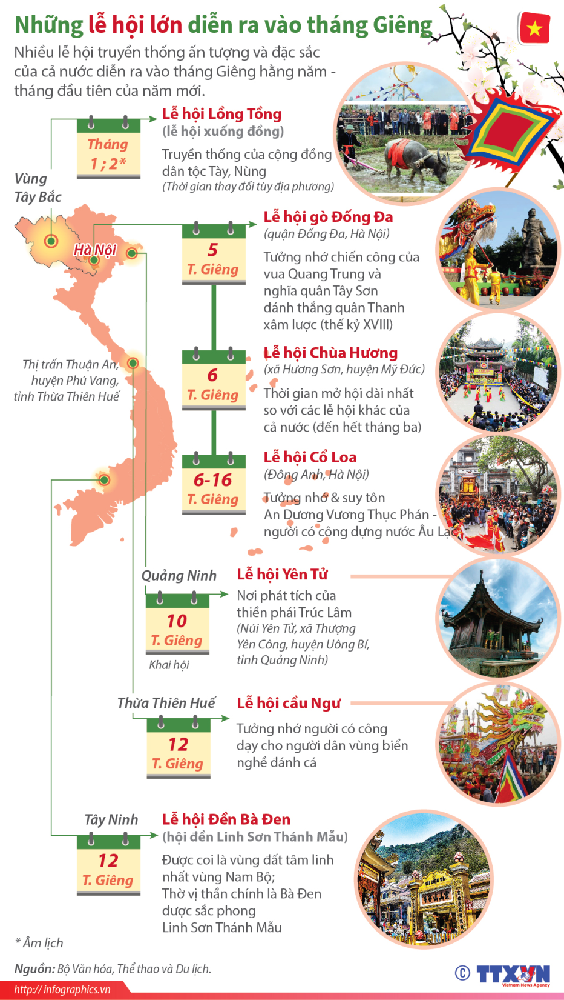 Những lễ hội lớn diễn ra vào tháng Giêng
Nhiều lễ hội truyền thống ấn tượng và đặc sắc
của cả nước diễn ra vào tháng Giêng hằng năm -
tháng đầu tiên của năm mới.
Vùng
Tây Bắc
Tháng
1 ; 2*
Lễ hội Lồng Tồng
(lễ hội xuống đồng)
Truyền thống của cộng đồng
dân tộc Tày, Nùng
(Thời gian thay đổi tùy địa phương)
Hà Nội
5
T. Giêng
Lễ hội gò Đống Đa
(quận Đống Đa, Hà Nội)
Tưởng nhớ chiến công của
vua Quang Trung và
nghĩa quân Tây Sơn
đánh thắng quân Thanh
xâm lược (thế kỷ XVIII)
Thị trấn Thuận An,
huyện Phú Vang,
tỉnh Thừa Thiên Huế
6
T. Giêng
Lễ hội Chùa Hương
(xã Hương Sơn, huyện Mỹ Đức)
Thời gian mở hội dài nhất
so với các lễ hội khác của
cả nước (đến hết tháng ba)
6-16
T. Giêng
Lễ hội Cổ Loa
(Đông Anh, Hà Nội)
Tưởng nhớ & suy tôn
An Dương Vương Thục Phán -
người có công dựng nước Âu Lạc
Quảng Ninh
10
T. Giêng
Khai hội
Lễ hội Yên Tử
Nơi phát tích của
thiền phái Trúc Lâm
(Núi Yên Tử, xã Thượng
Yên Công, huyện Uông Bí,
tỉnh Quảng Ninh)
Thừa Thiên Huế
12
T. Giêng
Lễ hội cầu Ngư
Tưởng nhớ người có công
dạy cho người dân vùng biển
nghề đánh cá
Tây Ninh
12
T. Giêng
Lễ hội Đền Bà Đen
(hội đền Linh Sơn Thánh Mẫu)
Được coi là vùng đất tâm linh
nhất vùng Nam Bộ;
Thờ vị thần chính là Bà Đen
được sắc phong
Linh Sơn Thánh Mẫu
* Âm lịch
Nguồn: Bộ Văn hóa, Thể thao và Du lịch.
© TTXVN
Vietnam News Agency
http:// infographics.vn